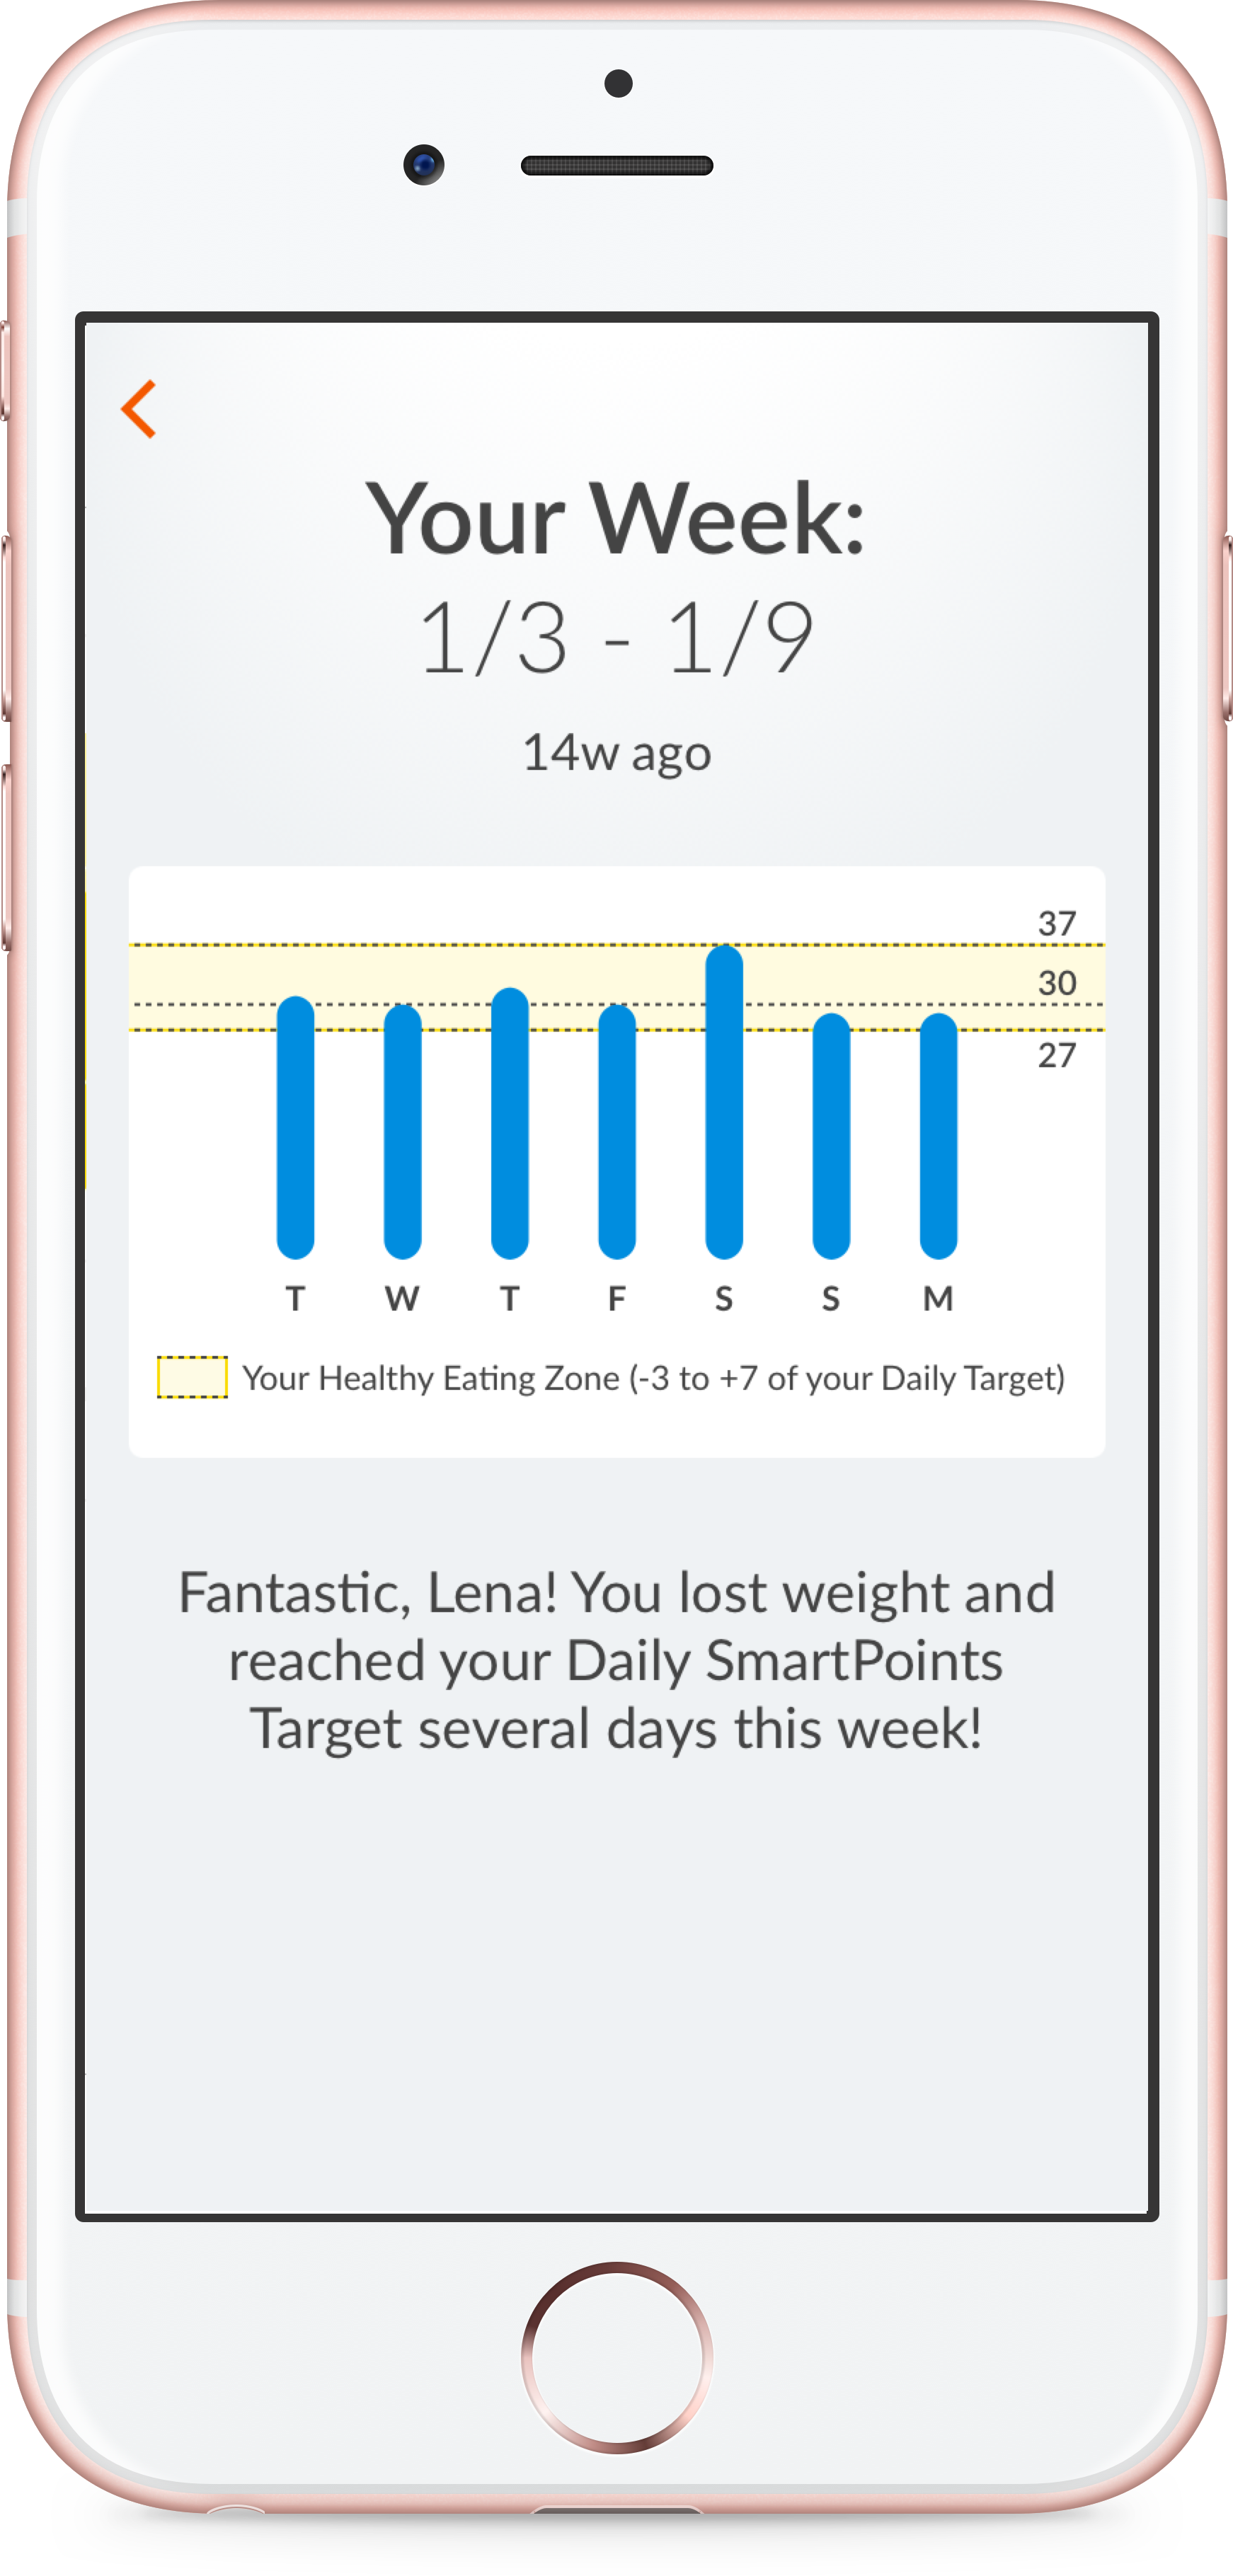 Your Week:
1/3 - 1/9
14w ago
37
30
27
T W T F S S M
Your Healthy Eating Zone (-3 to +7 of your Daily Target)
Fantastic, Lena! You lost weight and
reached your Daily SmartPoints
Target several days this week!